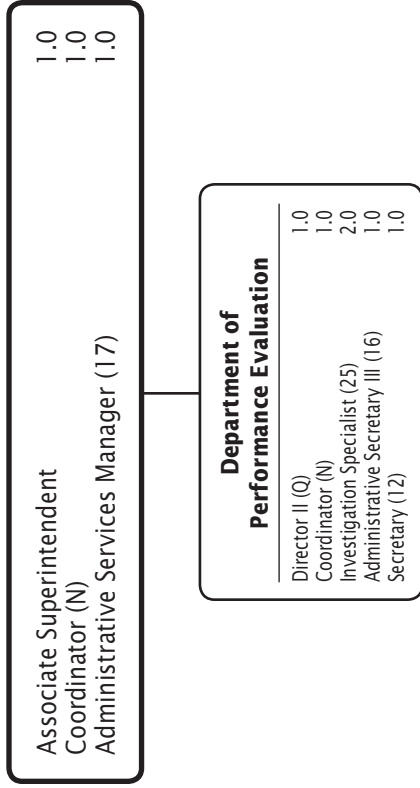 Associate Superintendent 1.0
Coordinator (N) 1.0
Administrative Services Manager (17) 1.0
Department of
Performance Evaluation
Director II (Q) 1.0
Coordinator (N) 1.0
Investigation Specialist (25) 2.0
Administrative Secretary III (16) 1.0
Secretary (12) 1.0